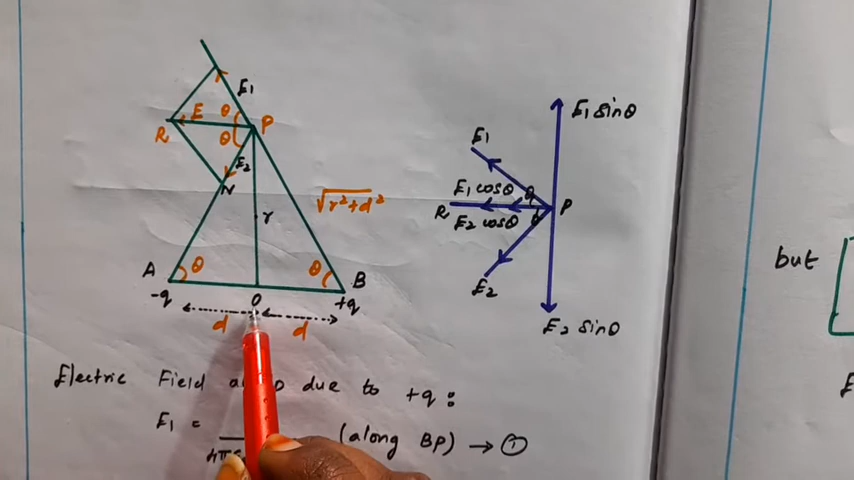 E1
θ
E
R
P
θ
E2
N
√r²+d²
r
A
θ
θ
B
-q
O
+q
d
d
E1 sinθ
E1
E1 cosθ
θ
R
P
E2 cosθ
θ
E2
E2 sinθ
but
Electric Field due to +q:
E1 =
(along BP) → ①